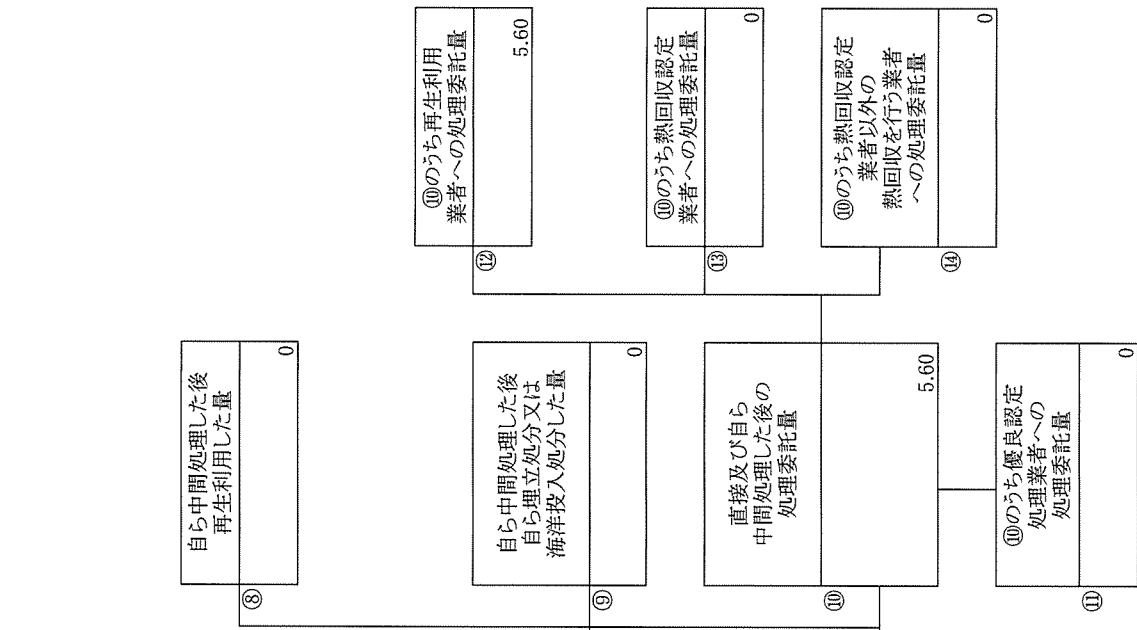 ⑧
自ら中間処理した後
再生利用した量
0
⑨
自ら中間処理した後
自ら埋立処分又は
海洋投入処分した量
0
⑩
直接及び自ら
中間処理した後の
処理委託量
5.60
⑪
⑩のうち優良認定
処理業者への
処理委託量
0
⑫
⑩のうち再生利用
業者への処理委託量
5.60
⑬
⑩のうち熱回収認定
業者への処理委託量
0
⑭
⑩のうち熱回収認定
業者以外の
熱回収を行う業者
への処理委託量
0